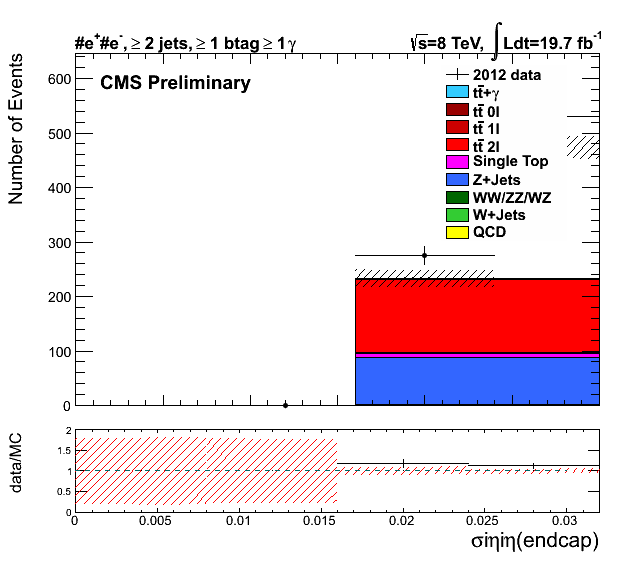 #e+#e-, ≥ 2 jets, ≥ 1 btag ≥ 1 γ
√s=8 TeV, ∫Ldt=19.7 fb-1
CMS Preliminary
2012 data
tt̄+γ
tt̄ 0l
tt̄ 1l
tt̄ 2l
Single Top
Z+Jets
WW/ZZ/WZ
W+Jets
QCD
Number of Events
600
500
400
300
200
100
0
data/MC
2
1.5
1
0.5
0
0 0.005 0.01 0.015 0.02 0.025 0.03
σiηiη(endcap)